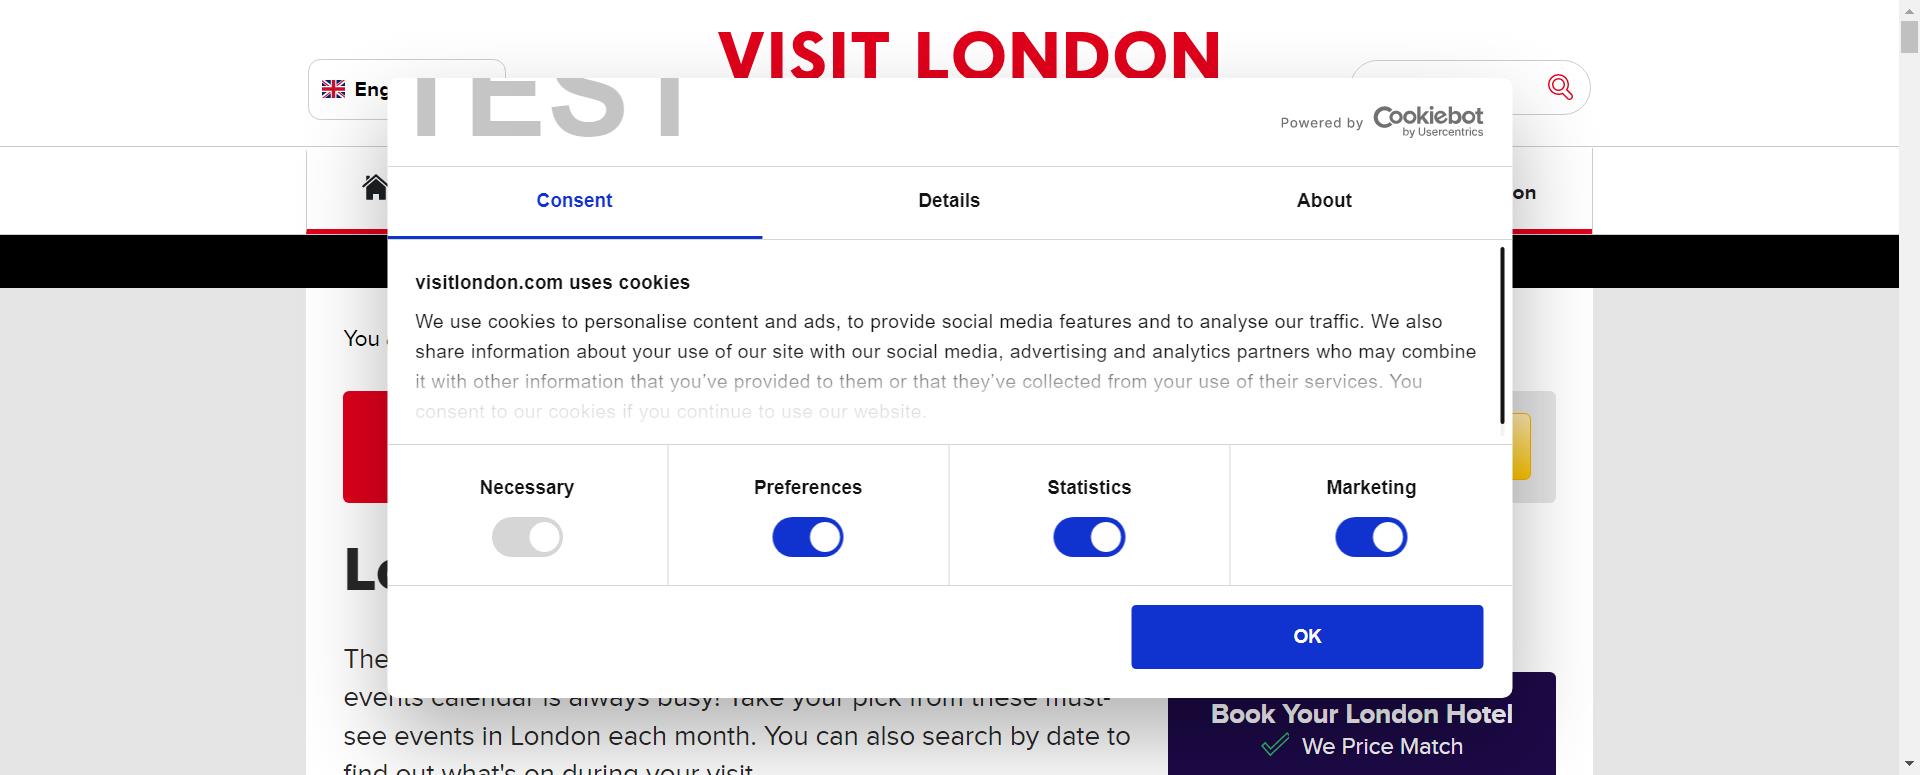 VISIT LONDON
Eng
TEST
Powered by Cookiebot
by Usercentrics
Consent Details About
on
visitlondon.com uses cookies
We use cookies to personalise content and ads, to provide social media features and to analyse our traffic. We also
share information about your use of our site with our social media, advertising and analytics partners who may combine
it with other information that you’ve provided to them or that they’ve collected from your use of their services. You
consent to our cookies if you continue to use our website.
You
Necessary Preferences Statistics Marketing
OK
The
events calendar is always busy! Take your pick from these must-
see events in London each month. You can also search by date to
find out what's on during your visit.
Book Your London Hotel
We Price Match